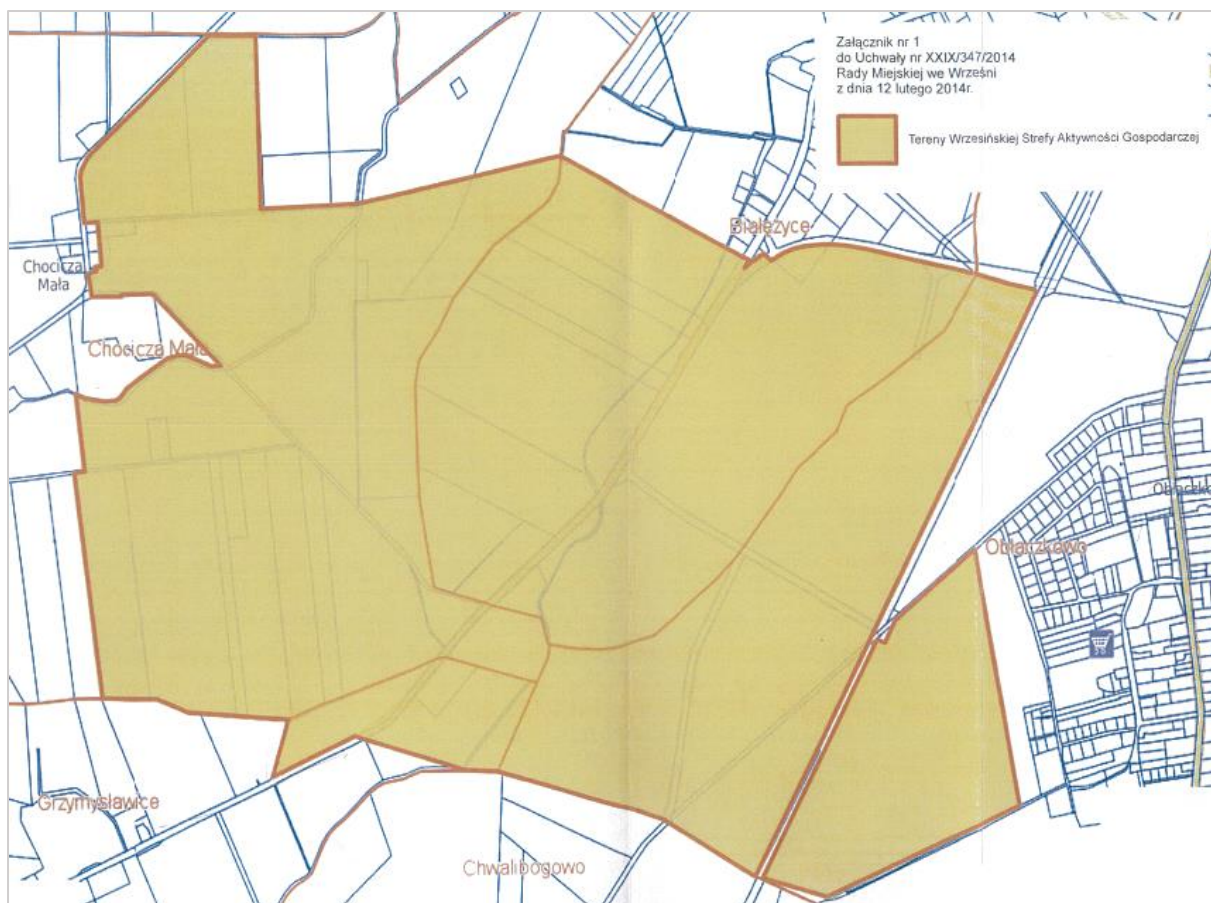 Załącznik nr 1
do Uchwały nr XXIX/347/2014
Rady Miejskiej we Wrześni
z dnia 12 lutego 2014r.
Tereny Wrzesińskiej Strefy Aktywności Gospodarczej
Białężyce
Chocicza
Mała
Chocicza Mała
Obłaczkowo
Obłaczkowo
Grzymysławice
Chwalibogowo